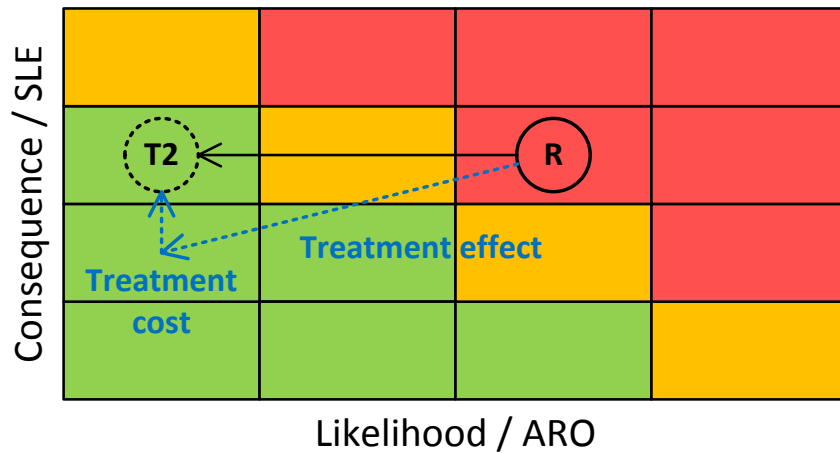 Consequence / SLE
T2
R
Treatment effect
Treatment
cost
Likelihood / ARO